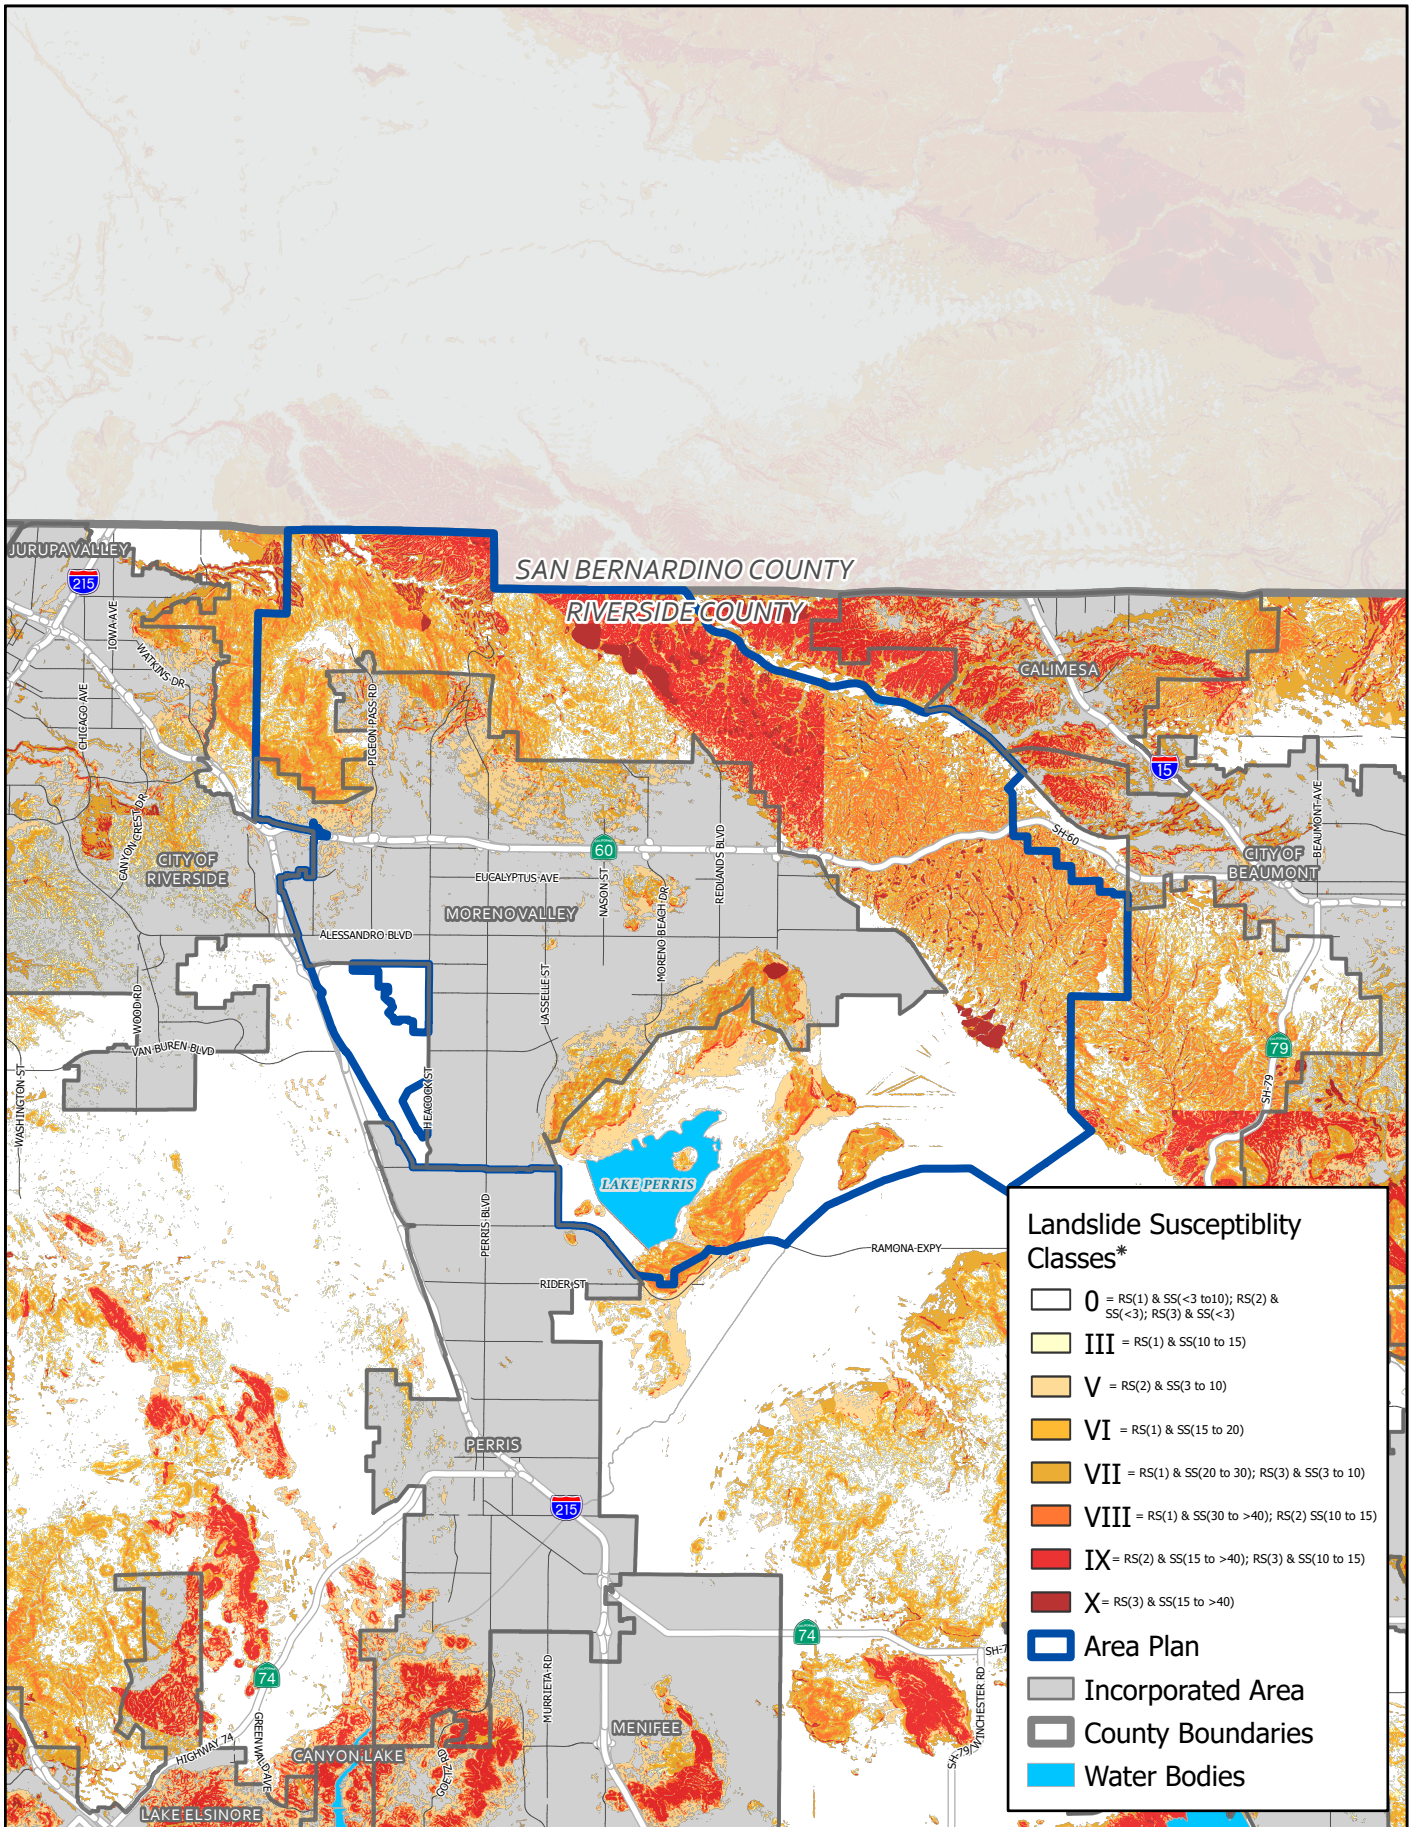 SAN BERNARDINO COUNTY
RIVERSIDE COUNTY
JURUPA VALLEY
215
IOWA AVE
WATKINS DR
CHICAGO AVE
PIGEON PASS RD
CALIMESA
15
BEAUMONT AVE
CANYON CREST DR
CITY OF
RIVERSIDE
60
SH-60
CITY OF
BEAUMONT
REDLANDS BLVD
EUCALYPTUS AVE
NASON ST
MORENO VALLEY
MORENO BEACH DR
ALESSANDRO BLVD
LASSELLE ST
WOOD RD
VAN BUREN BLVD
WASHINGTON ST
HEACOCK ST
79
SH-79
LAKE PERRIS
PERRIS BLVD
RAMONA EXPY
RIDER ST
PERRIS
215
74
SH-7
MURRIETA RD
74
MENIFEE
SH-79/WINCHESTER RD
GREENWALD AVE
HIGHWAY 74
CANYON LAKE
GOETZ RD
LAKE ELSINORE
Landslide Susceptiblity
Classes*
0 = RS(1) & SS(<3 to10); RS(2) &
SS(<3); RS(3) & SS(<3)
III = RS(1) & SS(10 to 15)
V = RS(2) & SS(3 to 10)
VI = RS(1) & SS(15 to 20)
VII = RS(1) & SS(20 to 30); RS(3) & SS(3 to 10)
VIII = RS(1) & SS(30 to >40); RS(2) SS(10 to 15)
IX = RS(2) & SS(15 to >40); RS(3) & SS(10 to 15)
X = RS(3) & SS(15 to >40)
Area Plan
Incorporated Area
County Boundaries
Water Bodies